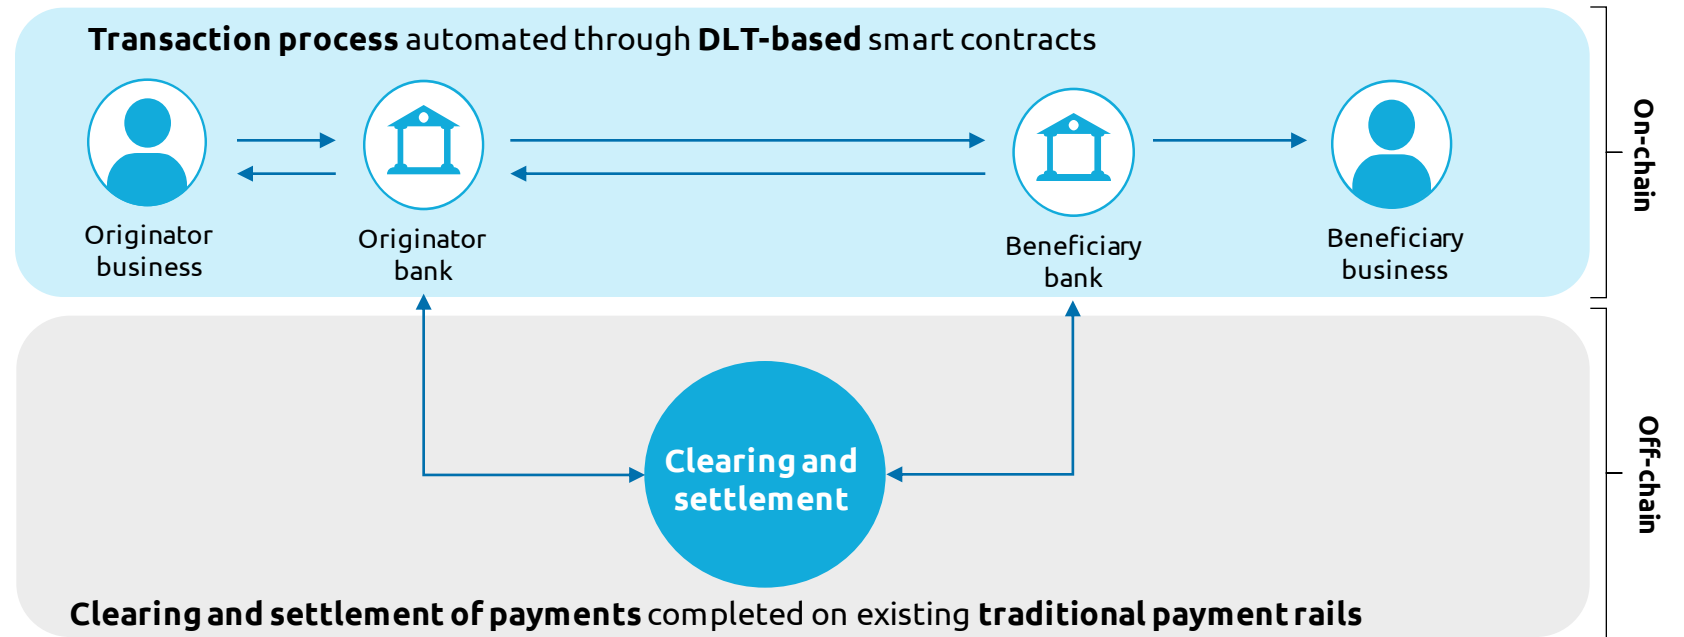 Transaction process automated through DLT-based smart contracts
Originator
business
Originator
bank
Beneficiary
bank
Beneficiary
business
On-chain
Clearing and
settlement
Off-chain
Clearing and settlement of payments completed on existing traditional payment rails